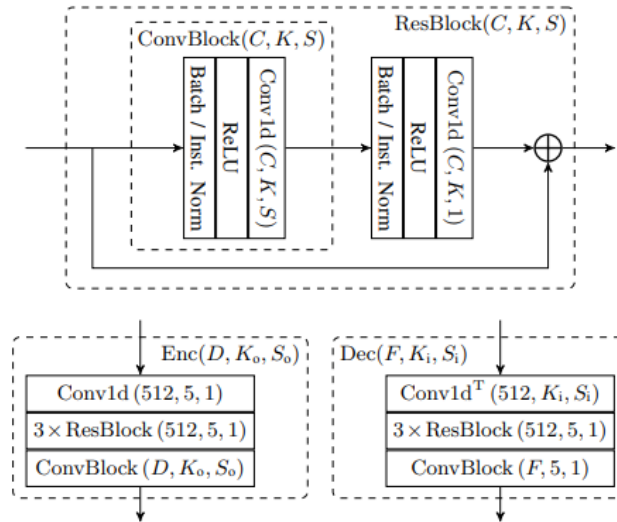 ResBlock(C, K, S)
ConvBlock(C, K, S)
Batch / Inst. Norm
ReLU
Conv1d (C, K, S)
Batch / Inst. Norm
ReLU
Conv1d (C, K, 1)
Enc(D, Kₒ, Sₒ)
Conv1d (512, 5, 1)
3 × ResBlock (512, 5, 1)
ConvBlock (D, Kₒ, Sₒ)
Dec(F, Kᵢ, Sᵢ)
Conv1dᵀ (512, Kᵢ, Sᵢ)
3 × ResBlock (512, 5, 1)
ConvBlock (F, 5, 1)